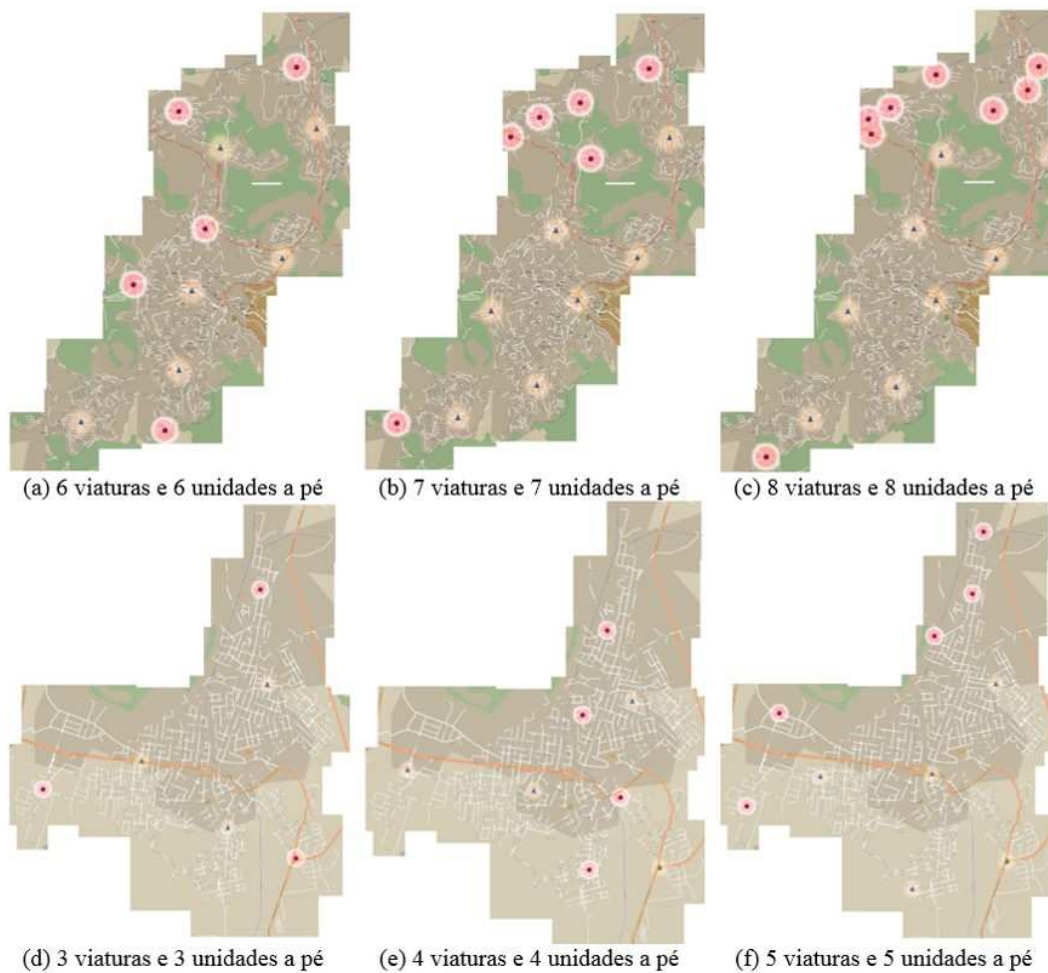 (a) 6 viaturas e 6 unidades a pé
(b) 7 viaturas e 7 unidades a pé
(c) 8 viaturas e 8 unidades a pé
(d) 3 viaturas e 3 unidades a pé
(e) 4 viaturas e 4 unidades a pé
(f) 5 viaturas e 5 unidades a pé